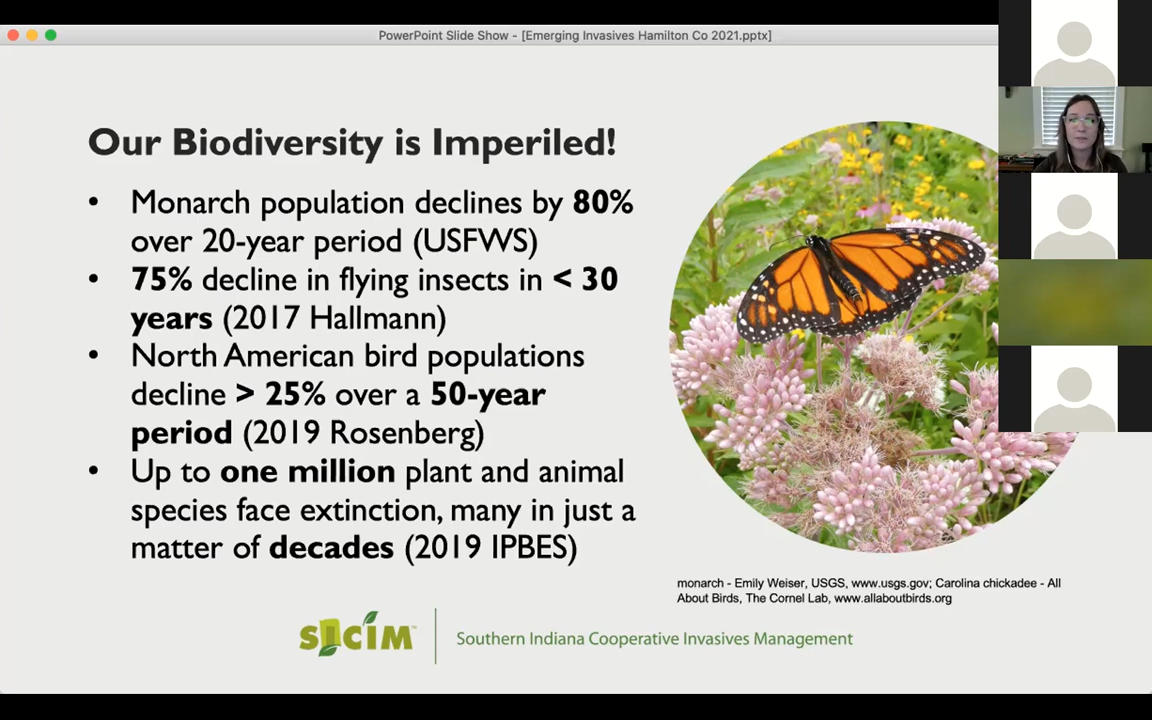 PowerPoint Slide Show - [Emerging Invasives Hamilton Co 2021.pptx]
Our Biodiversity is Imperiled!
• Monarch population declines by 80%
over 20-year period (USFWS)
• 75% decline in flying insects in < 30
years (2017 Hallmann)
• North American bird populations
decline > 25% over a 50-year
period (2019 Rosenberg)
• Up to one million plant and animal
species face extinction, many in just a
matter of decades (2019 IPBES)
monarch - Emily Weiser, USGS, www.usgs.gov; Carolina chickadee - All
About Birds, The Cornel Lab, www.allaboutbirds.org
SICIM™
Southern Indiana Cooperative Invasives Management